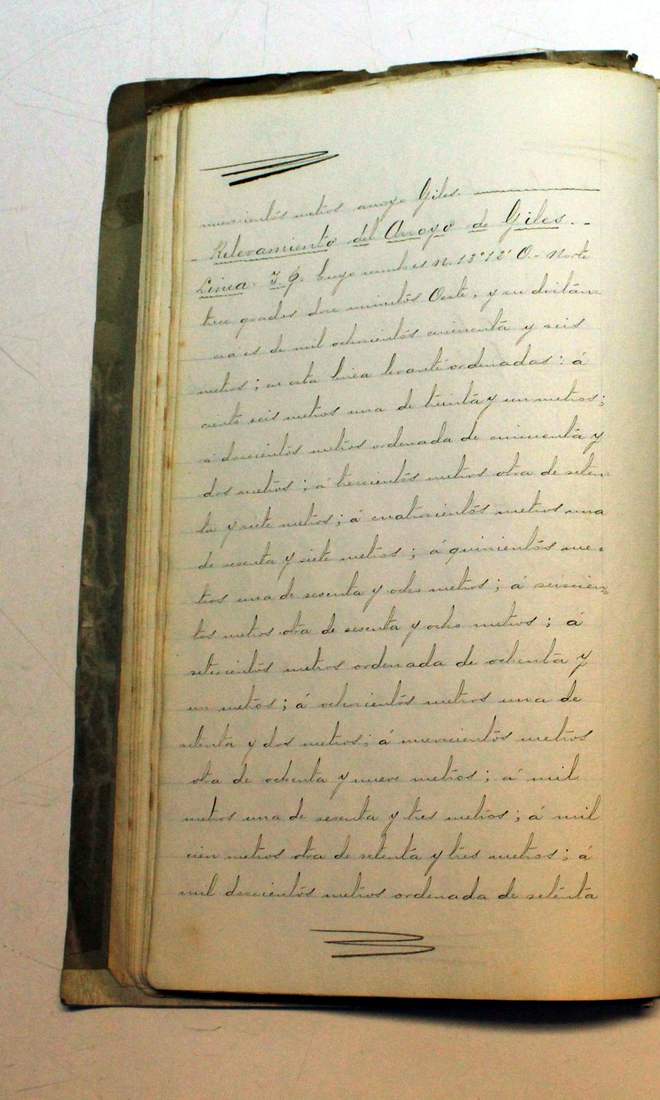 novecientos metros arroyo Giles.
Relevamiento del Arroyo de Giles.-
Linea cuyo rumbo es N. 13°12' O.- Norte
trece grados doce minutos Oeste, y su distan-
cia es de mil ochocientos cincuenta y seis
metros; en esta linea levanté ordenadas: á
ciento seis metros una de treinta y un metros;
á doscientos metros ordenada de cincuenta y
dos metros; á trescientos metros otra de seten-
ta y siete metros; á cuatrocientos metros una
de sesenta y siete metros; á quinientos me-
tros una de sesenta y ocho metros; á seiscien-
tos metros otra de sesenta y ocho metros; á
setecientos metros ordenada de ochenta y
un metros; á ochocientos metros una de
setenta y dos metros; á novecientos metros
otra de ochenta y nueve metros; á mil
metros una de sesenta y tres metros; á mil
cien metros otra de setenta y tres metros; á
mil doscientos metros ordenada de setenta